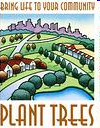 BRING LIFE TO YOUR COMMUNITY
PLANT TREES